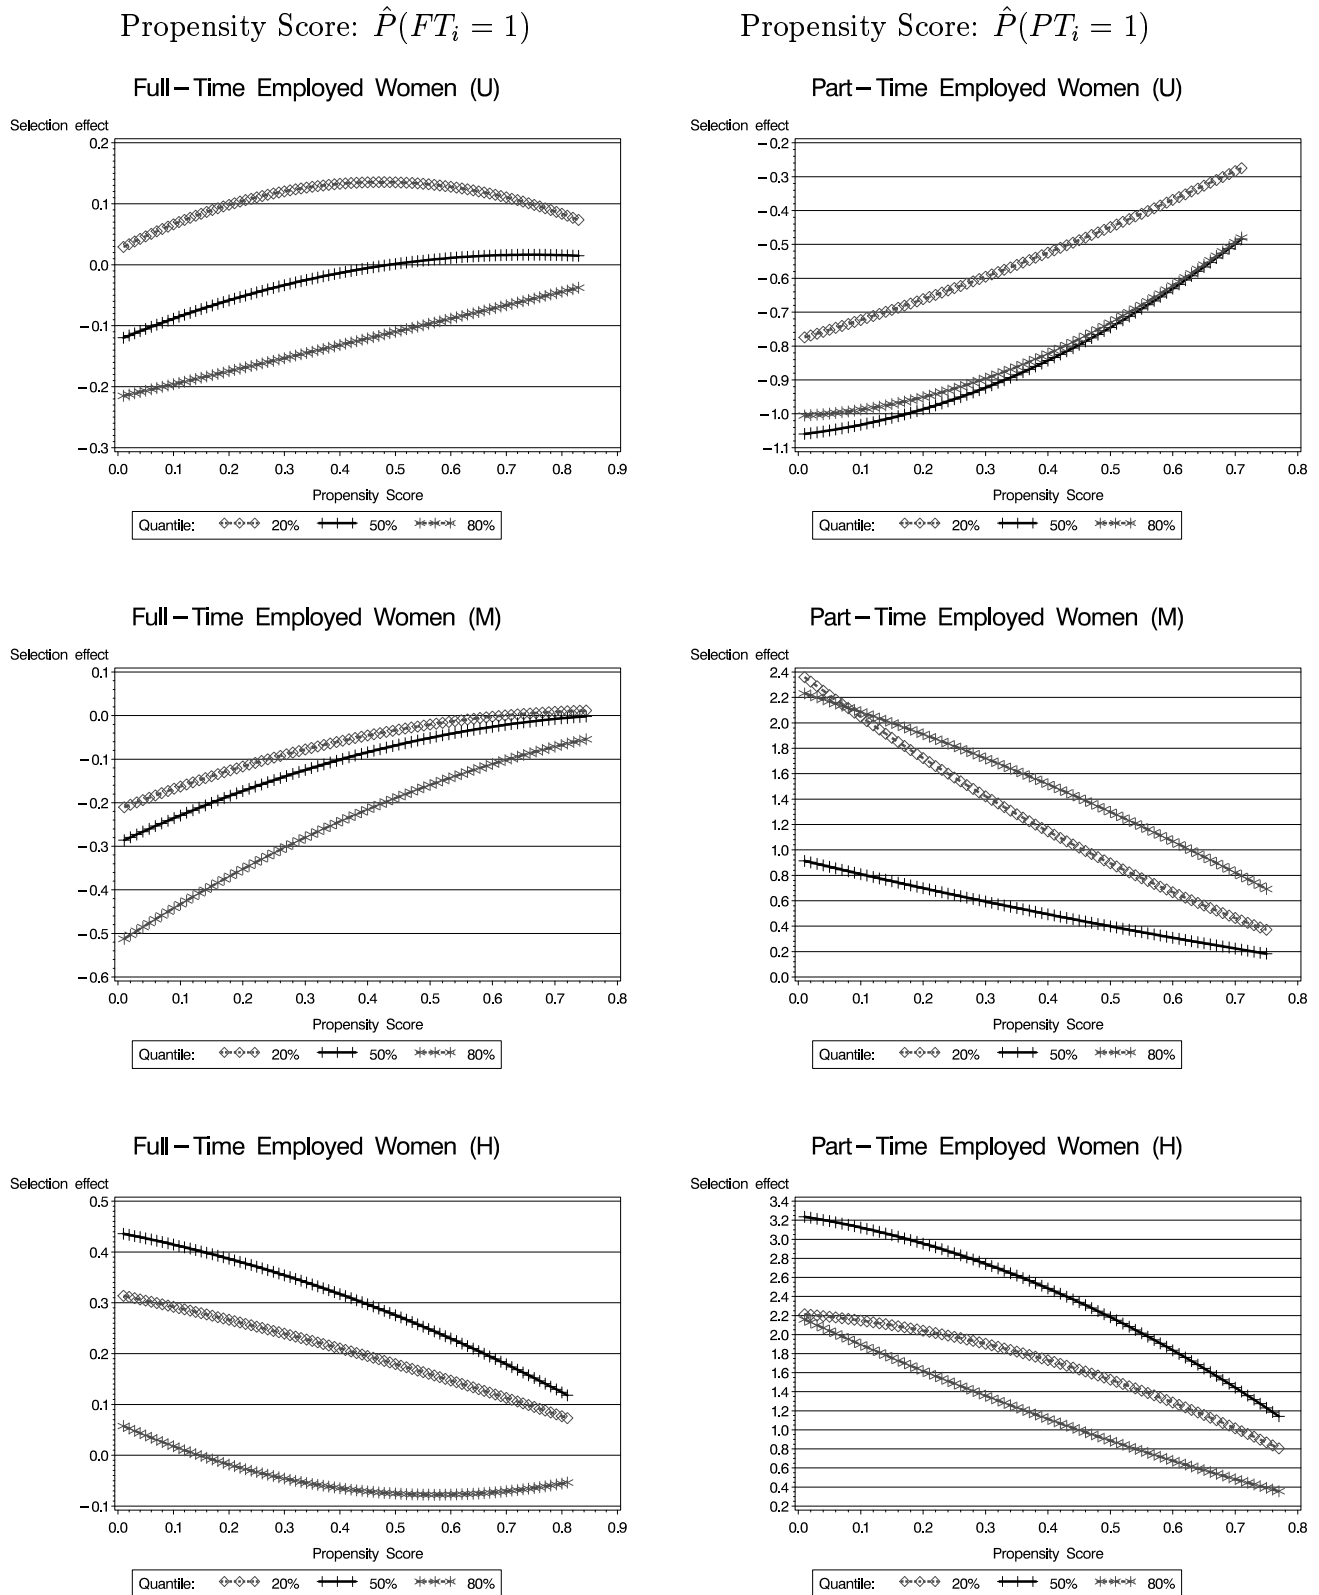 Propensity Score: P̂(FT_i = 1)
Propensity Score: P̂(PT_i = 1)
Full–Time Employed Women (U)
Selection effect
0.2
0.1
0.0
−0.1
−0.2
−0.3
0.0 0.1 0.2 0.3 0.4 0.5 0.6 0.7 0.8 0.9
Propensity Score
Quantile: 20% 50% 80%
Part–Time Employed Women (U)
Selection effect
−0.2
−0.3
−0.4
−0.5
−0.6
−0.7
−0.8
−0.9
−1.0
−1.1
0.0 0.1 0.2 0.3 0.4 0.5 0.6 0.7 0.8
Propensity Score
Quantile: 20% 50% 80%
Full–Time Employed Women (M)
Selection effect
0.1
0.0
−0.1
−0.2
−0.3
−0.4
−0.5
−0.6
0.0 0.1 0.2 0.3 0.4 0.5 0.6 0.7 0.8
Propensity Score
Quantile: 20% 50% 80%
Part–Time Employed Women (M)
Selection effect
2.4
2.2
2.0
1.8
1.6
1.4
1.2
1.0
0.8
0.6
0.4
0.2
0.0
0.0 0.1 0.2 0.3 0.4 0.5 0.6 0.7 0.8
Propensity Score
Quantile: 20% 50% 80%
Full–Time Employed Women (H)
Selection effect
0.5
0.4
0.3
0.2
0.1
0.0
−0.1
0.0 0.1 0.2 0.3 0.4 0.5 0.6 0.7 0.8 0.9
Propensity Score
Quantile: 20% 50% 80%
Part–Time Employed Women (H)
Selection effect
3.4
3.2
3.0
2.8
2.6
2.4
2.2
2.0
1.8
1.6
1.4
1.2
1.0
0.8
0.6
0.4
0.2
0.0 0.1 0.2 0.3 0.4 0.5 0.6 0.7 0.8
Propensity Score
Quantile: 20% 50% 80%